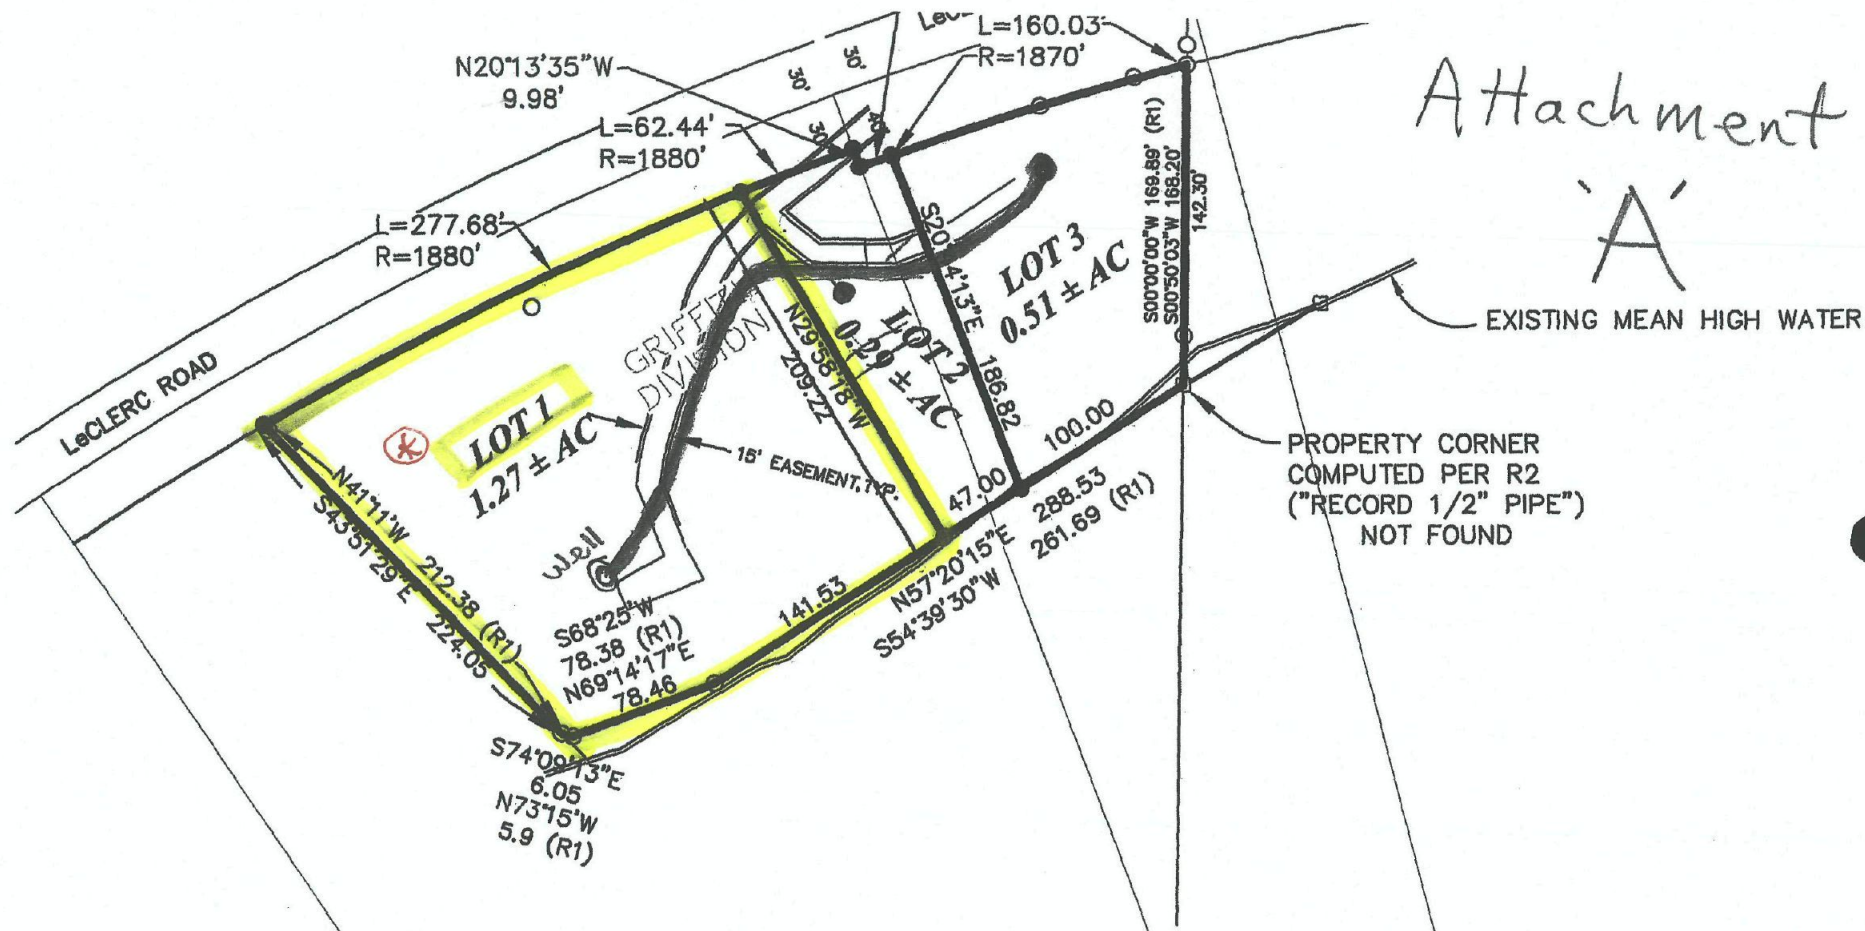 L=160.03'
R=1870'
N20°13'35"W
9.98'
30'
30'
30'
40'
L=62.44'
R=1880'
L=277.68'
R=1880'
LeCLERC ROAD
Attachment
'A'
S00°00'00"W 169.89' (R1)
S00°50'03"W 168.20'
142.30'
LOT 3
0.51 ± AC
186.82
LOT 2
0.29 ± AC
N29°58'18"W
209.22
GRIFFITH
DIVISION
LOT 1
1.27 ± AC
15' EASEMENT, TYP.
Well
EXISTING MEAN HIGH WATER
PROPERTY CORNER
COMPUTED PER R2
("RECORD 1/2" PIPE")
NOT FOUND
100.00
47.00
288.53
261.69 (R1)
N57°20'15"E
S54°39'30"W
141.53
N41°11'W 212.38 (R1)
S43°51'29"E 224.05
S68°25'W
78.38 (R1)
N69°14'17"E
78.46
S74°09'13"E
6.05
N73°15'W
5.9 (R1)